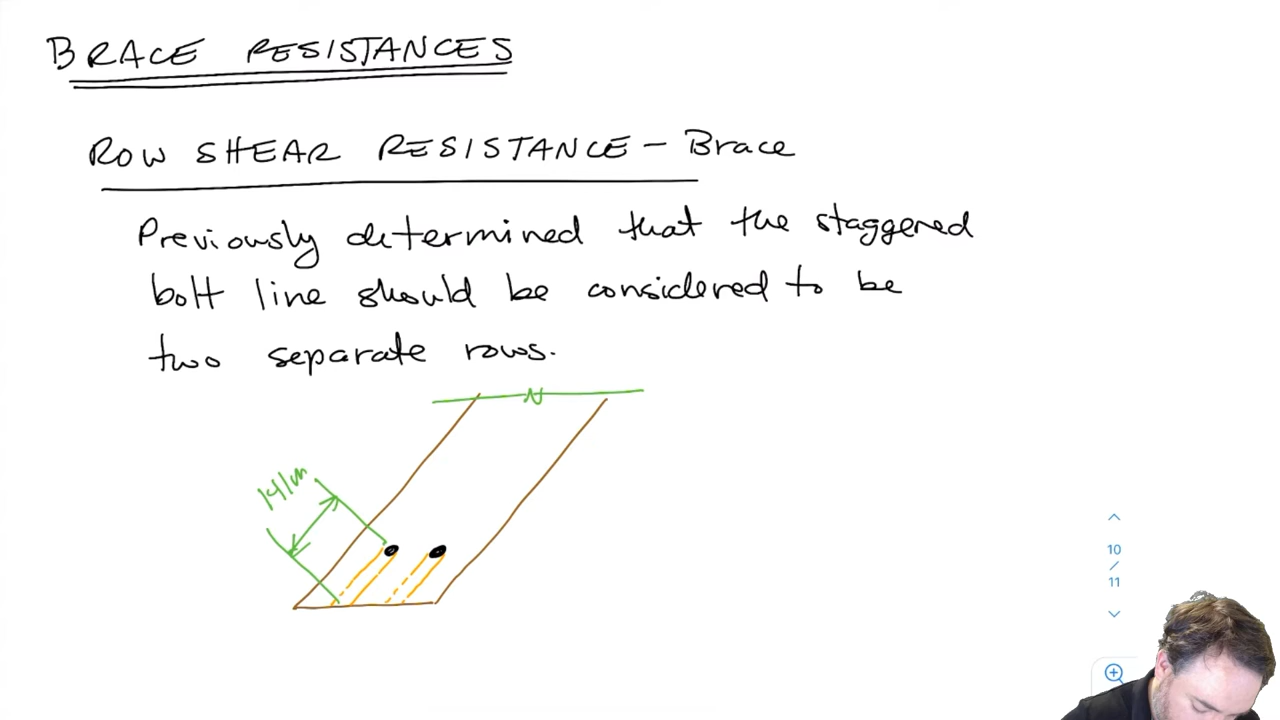 BRACE RESISTANCES
ROW SHEAR RESISTANCE - Brace
Previously determined that the staggered
bolt line should be considered to be
two separate rows.
N
10
/
11